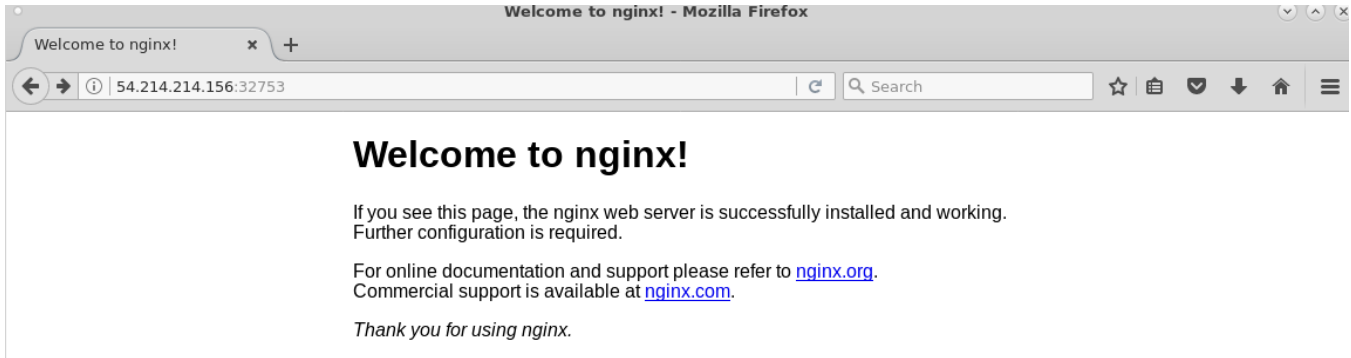 Welcome to nginx! - Mozilla Firefox
Welcome to nginx!
54.214.214.156:32753
Search
Welcome to nginx!
If you see this page, the nginx web server is successfully installed and working.
Further configuration is required.
For online documentation and support please refer to nginx.org.
Commercial support is available at nginx.com.
Thank you for using nginx.